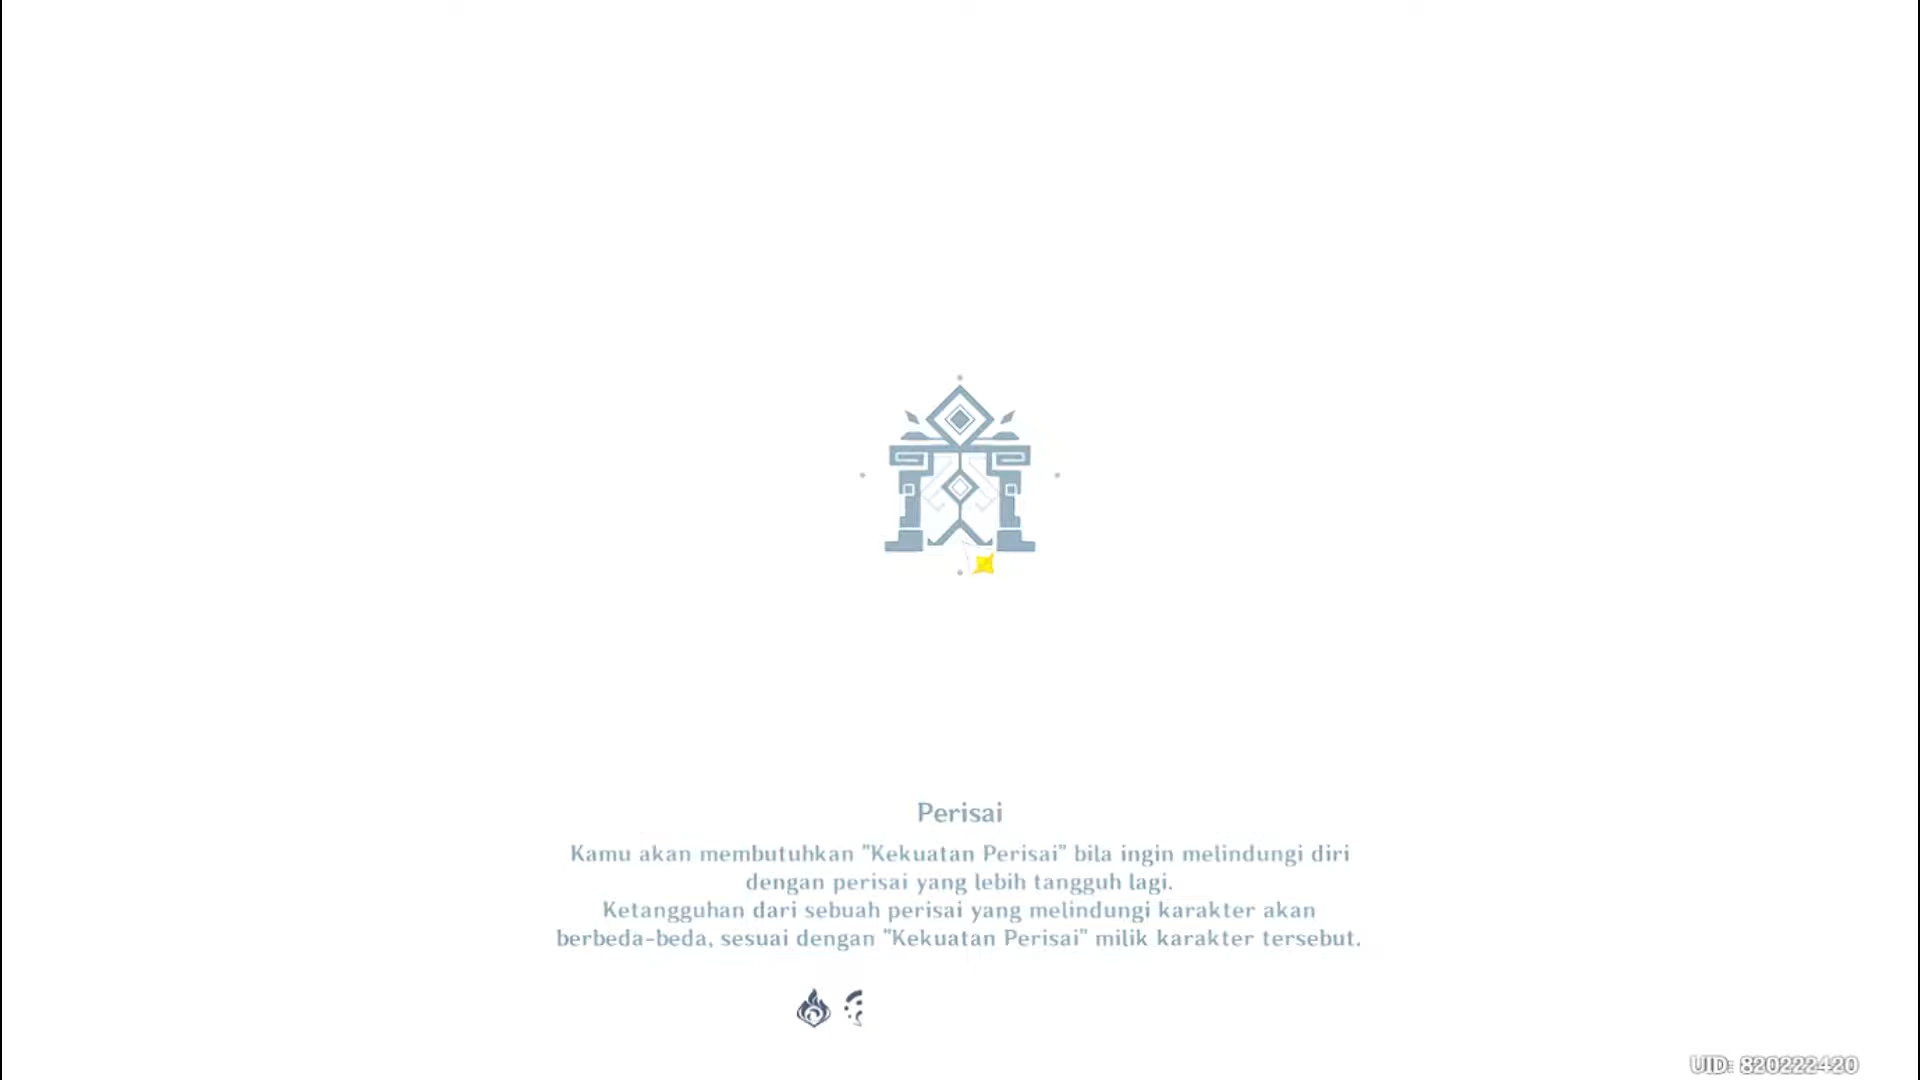 Perisai
Kamu akan membutuhkan "Kekuatan Perisai" bila ingin melindungi diri
dengan perisai yang lebih tangguh lagi.
Ketangguhan dari sebuah perisai yang melindungi karakter akan
berbeda-beda, sesuai dengan "Kekuatan Perisai" milik karakter tersebut.
UID: 820222420